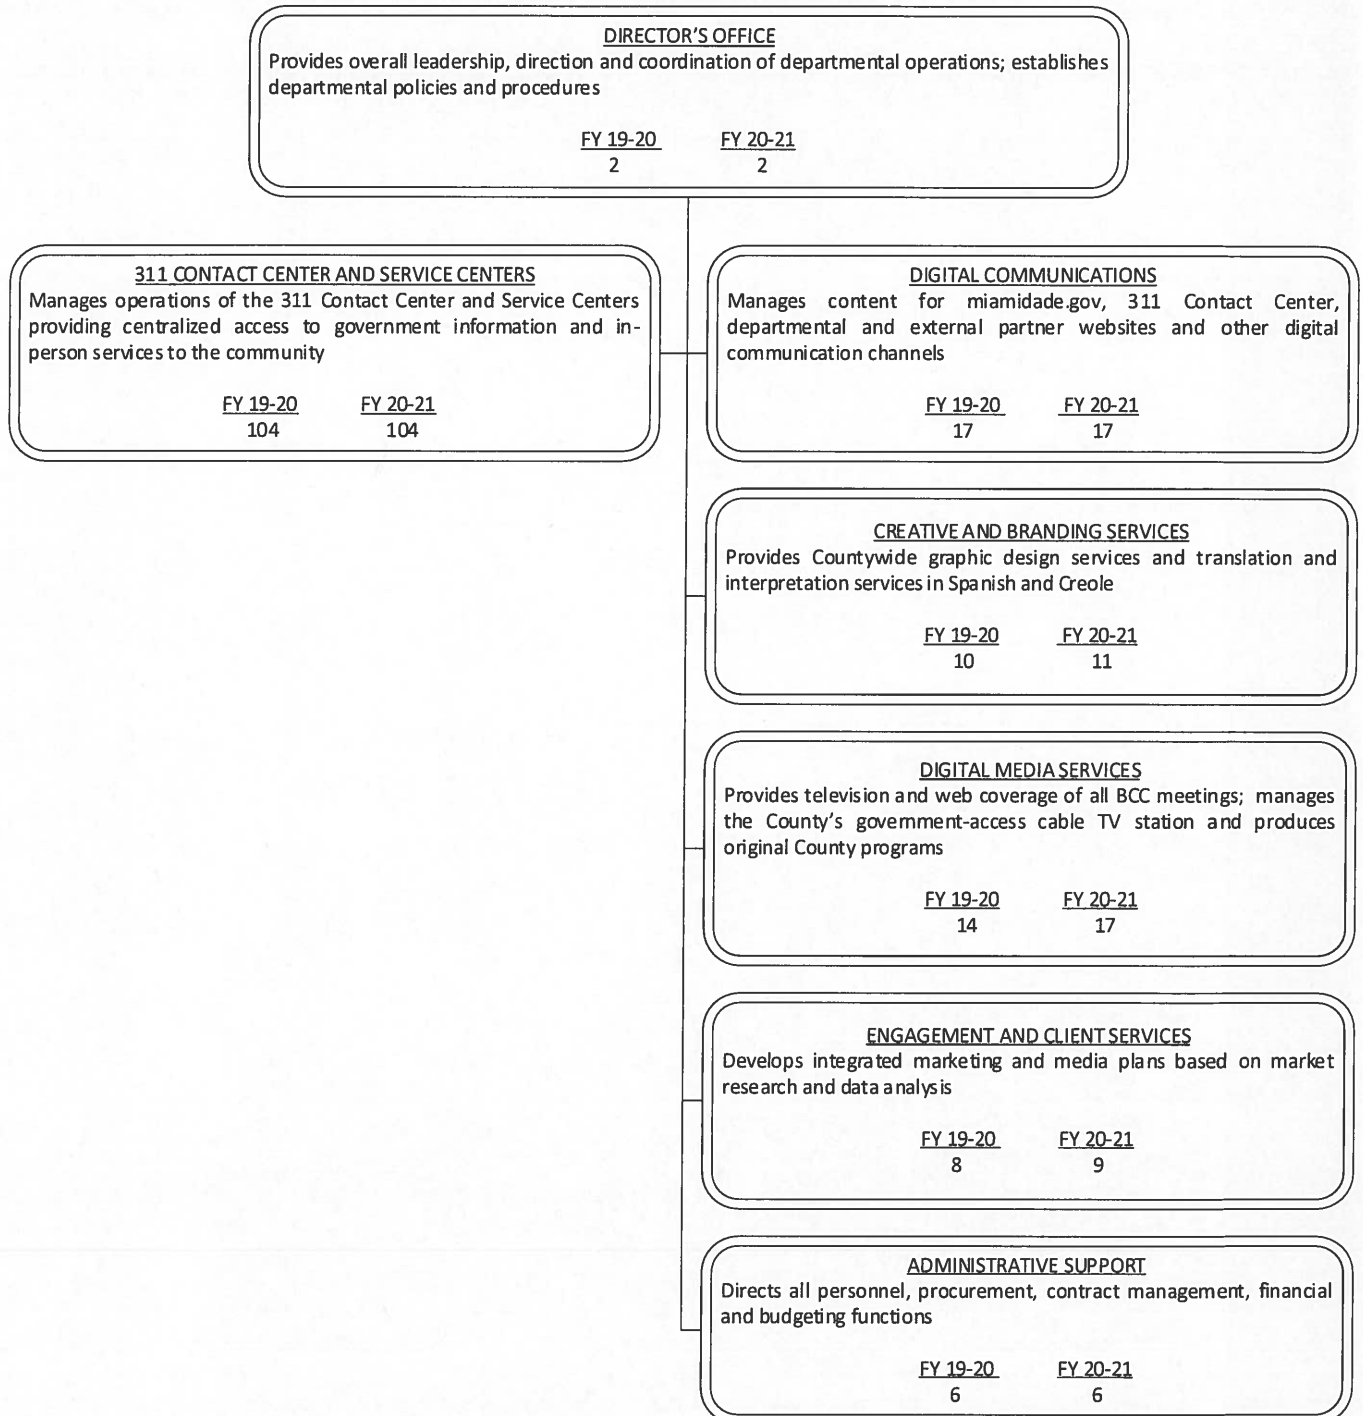 DIRECTOR'S OFFICE
Provides overall leadership, direction and coordination of departmental operations; establishes
departmental policies and procedures
FY 19-20 FY 20-21
2 2
311 CONTACT CENTER AND SERVICE CENTERS
Manages operations of the 311 Contact Center and Service Centers
providing centralized access to government information and in-
person services to the community
FY 19-20 FY 20-21
104 104
DIGITAL COMMUNICATIONS
Manages content for miamidade.gov, 311 Contact Center,
departmental and external partner websites and other digital
communication channels
FY 19-20 FY 20-21
17 17
CREATIVE AND BRANDING SERVICES
Provides Countywide graphic design services and translation and
interpretation services in Spanish and Creole
FY 19-20 FY 20-21
10 11
DIGITAL MEDIA SERVICES
Provides television and web coverage of all BCC meetings; manages
the County's government-access cable TV station and produces
original County programs
FY 19-20 FY 20-21
14 17
ENGAGEMENT AND CLIENT SERVICES
Develops integrated marketing and media plans based on market
research and data analysis
FY 19-20 FY 20-21
8 9
ADMINISTRATIVE SUPPORT
Directs all personnel, procurement, contract management, financial
and budgeting functions
FY 19-20 FY 20-21
6 6